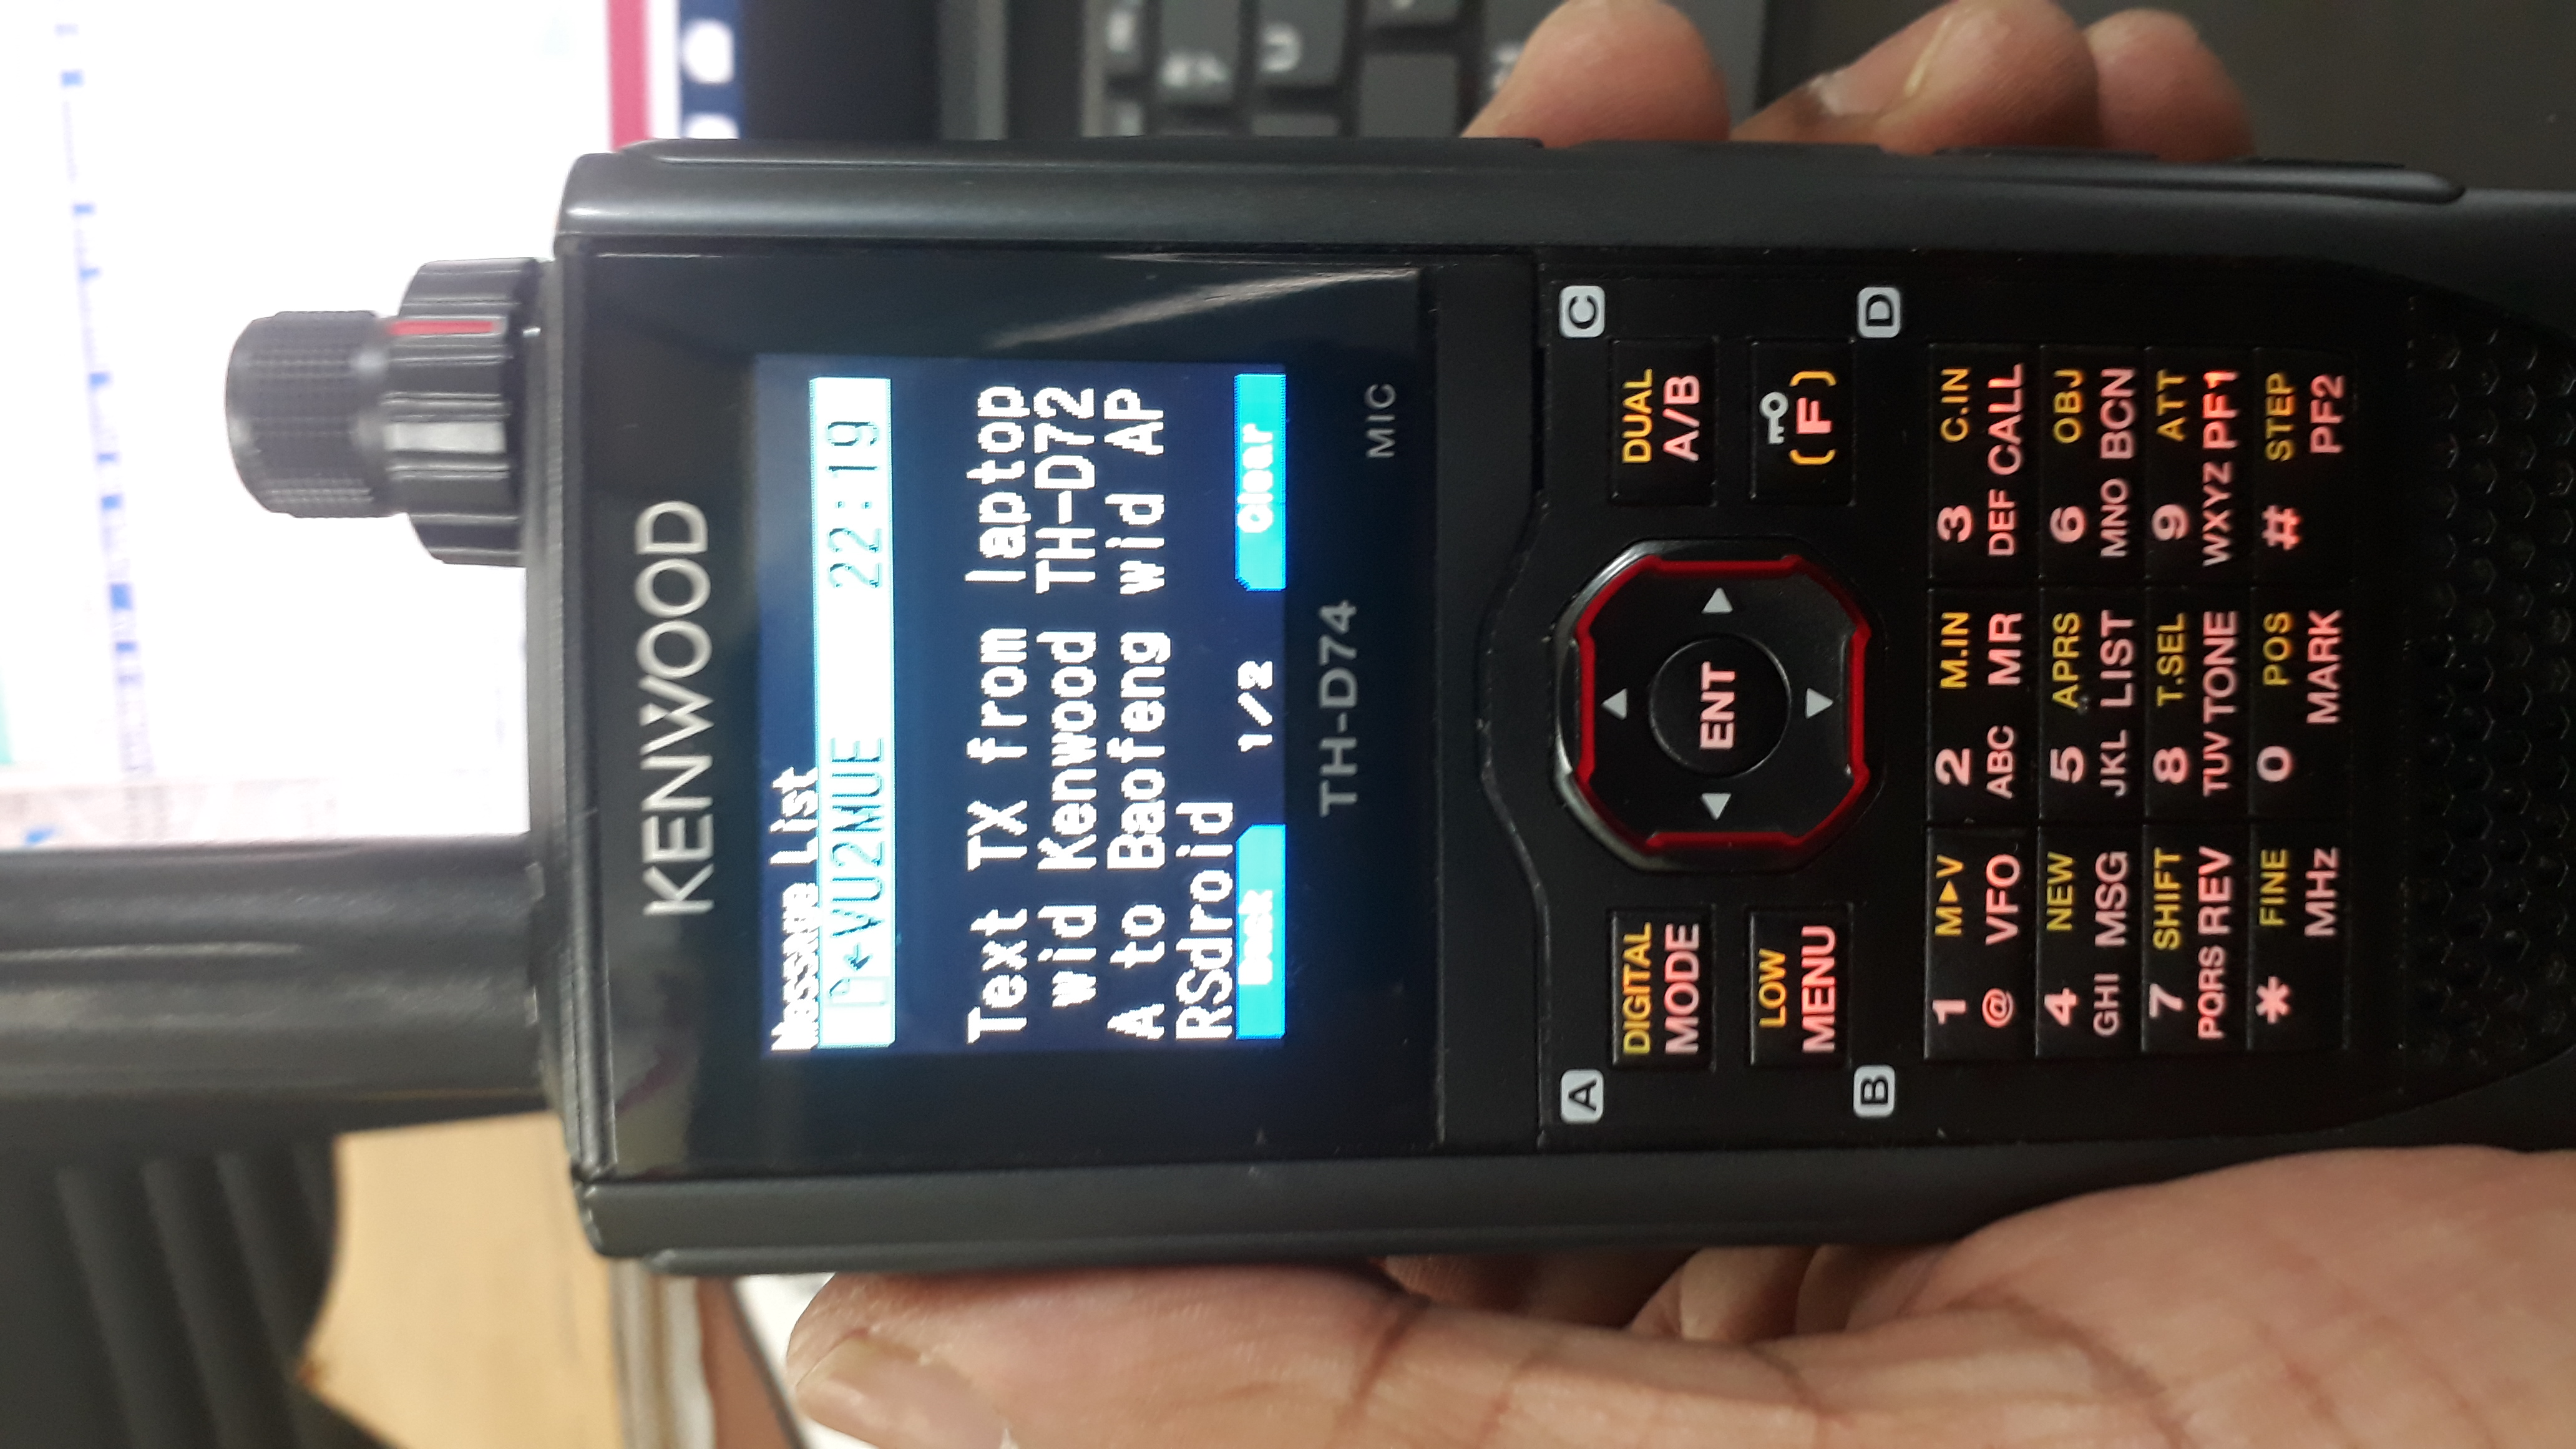 KENWOOD
Message List
←VU2MUE 22:19
Text TX from laptop
wid Kenwood TH-D72
A to Baofeng wid AP
RSdroid
Back 1/2 Clear
TH-D74
MIC
A
C
DIGITAL
MODE
DUAL
A/B
ENT
LOW
MENU
(F)
B
D
1 M▶V
@ VFO
2 M.IN
ABC MR
3 C.IN
DEF CALL
4 NEW
GHI MSG
5 APRS
JKL LIST
6 OBJ
MNO BCN
7 SHIFT
PQRS REV
8 T.SEL
TUV TONE
9 ATT
WXYZ PF1
* FINE
MHz
0 POS
MARK
# STEP
PF2
U